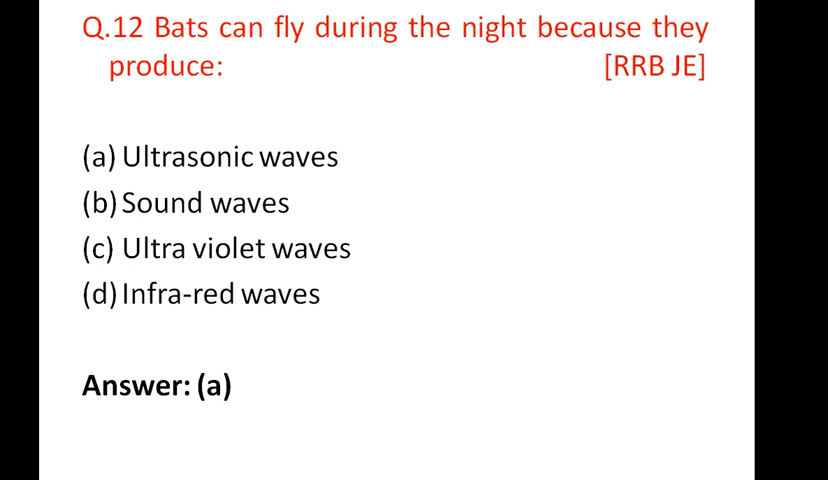 Q.12 Bats can fly during the night because they
produce: [RRB JE]
(a) Ultrasonic waves
(b) Sound waves
(c) Ultra violet waves
(d) Infra-red waves
Answer: (a)